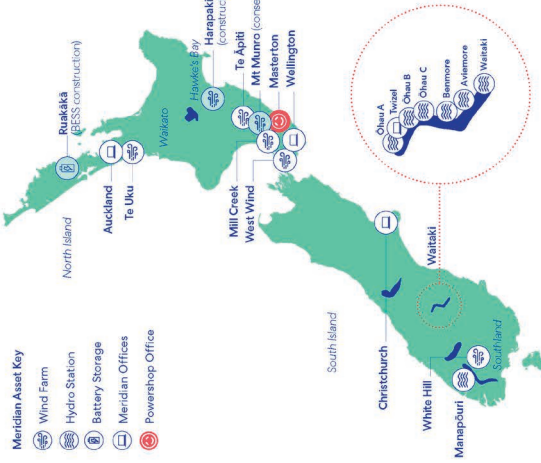 Meridian Asset Key
Wind Farm
Hydro Station
Battery Storage
Meridian Offices
Powershop Office
North Island
Ruakākā
(BESS construction)
Auckland
Te Uku
Waikato
Hawke's Bay
Harapaki
Te Āpiti
Mt Munro
Masterton
Wellington
Mill Creek
West Wind
South Island
Christchurch
Waitaki
White Hill
Manapōuri
Southland
Ōhau A
Twizel
Ōhau B
Ōhau C
Benmore
Aviemore
Waitaki